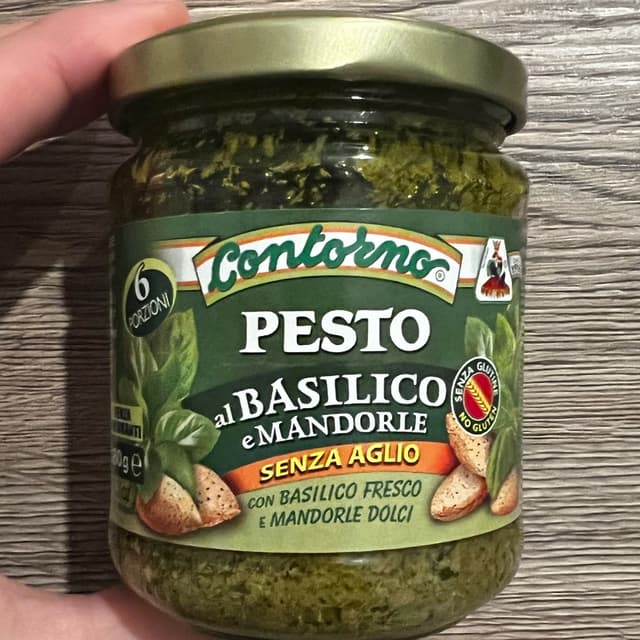 Contorno®
6
PORZIONI
PESTO
al BASILICO
e MANDORLE
SENZA GLUTINE
NO GLUTEN
SENZA AGLIO
CON BASILICO FRESCO
E MANDORLE DOLCI